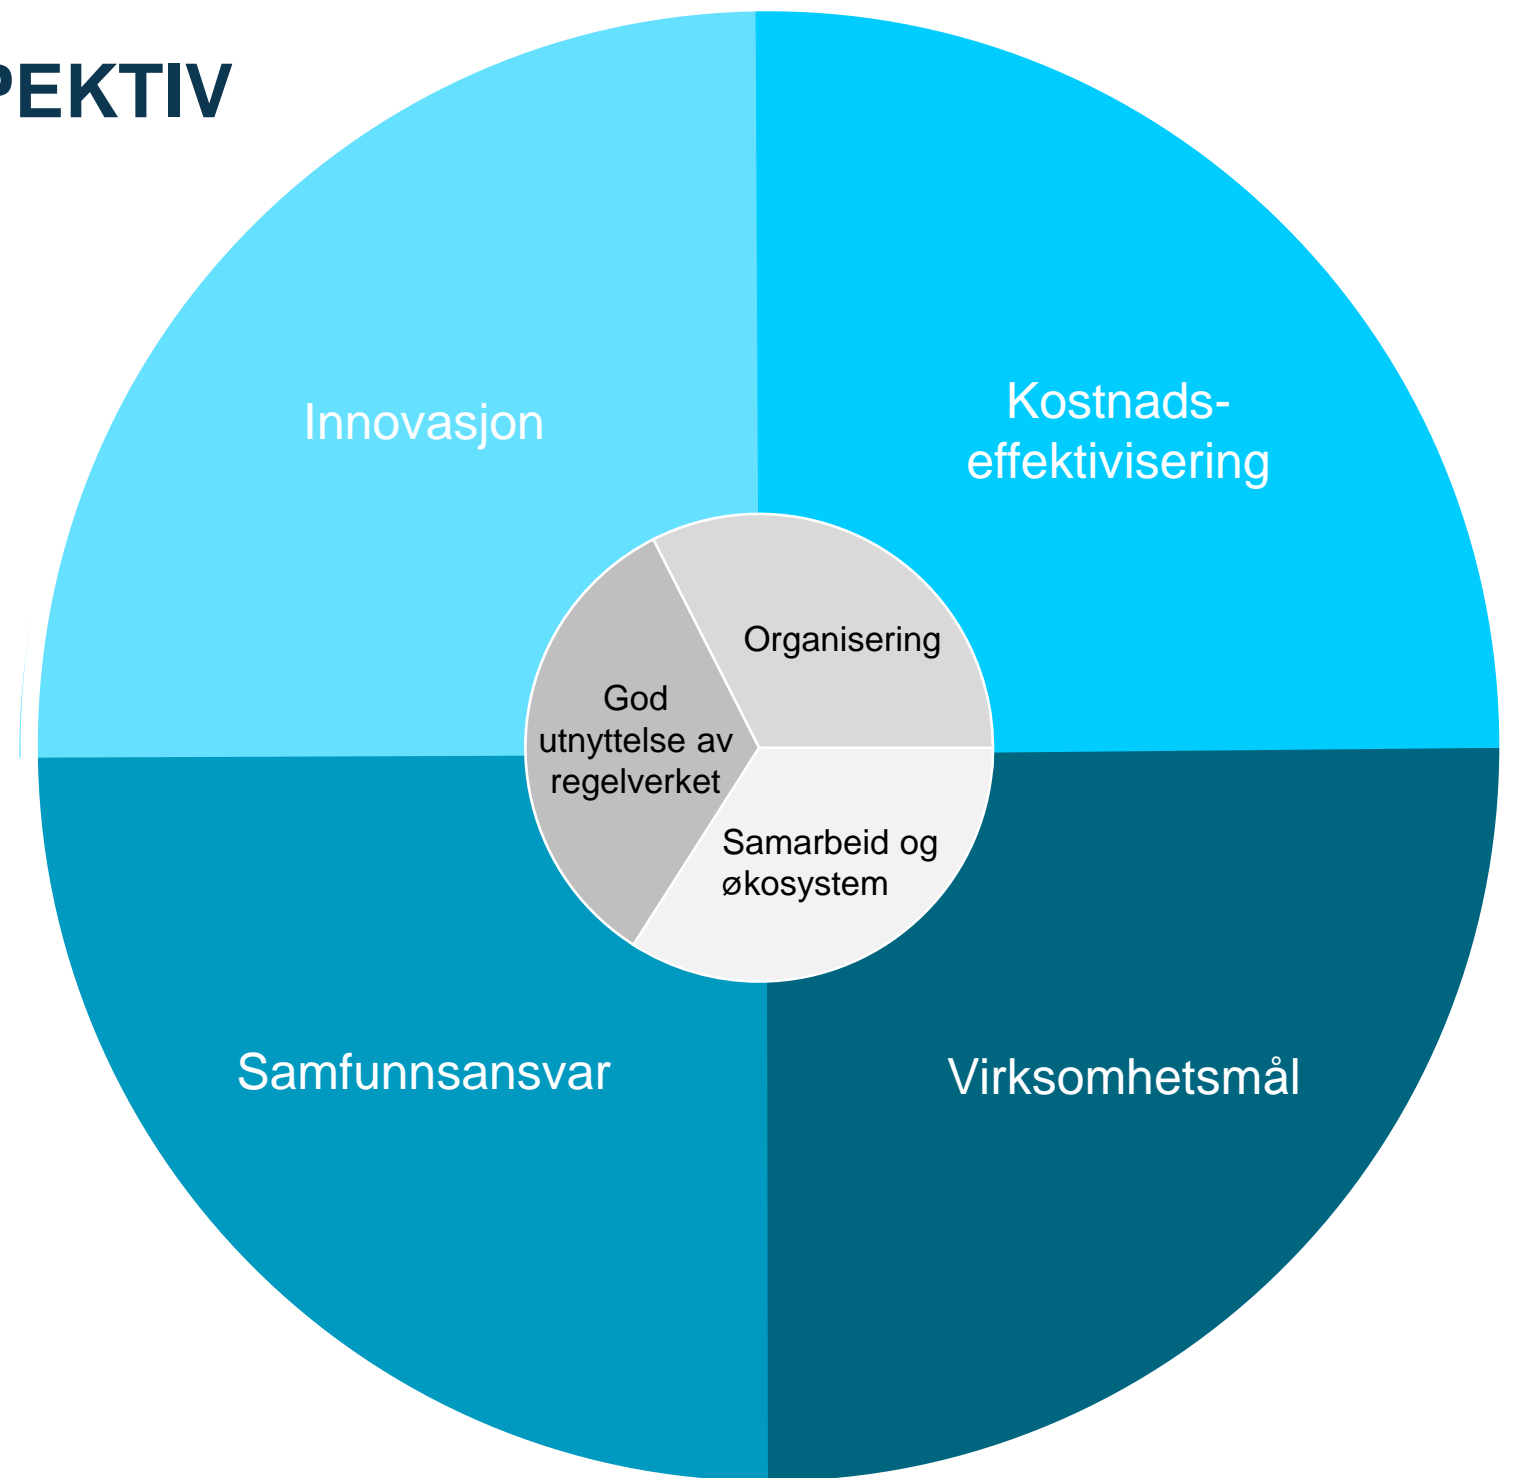 PEKTIV
Innovasjon
Kostnads-
effektivisering
Organisering
God
utnyttelse av
regelverket
Samarbeid og
økosystem
Samfunnsansvar
Virksomhetsmål